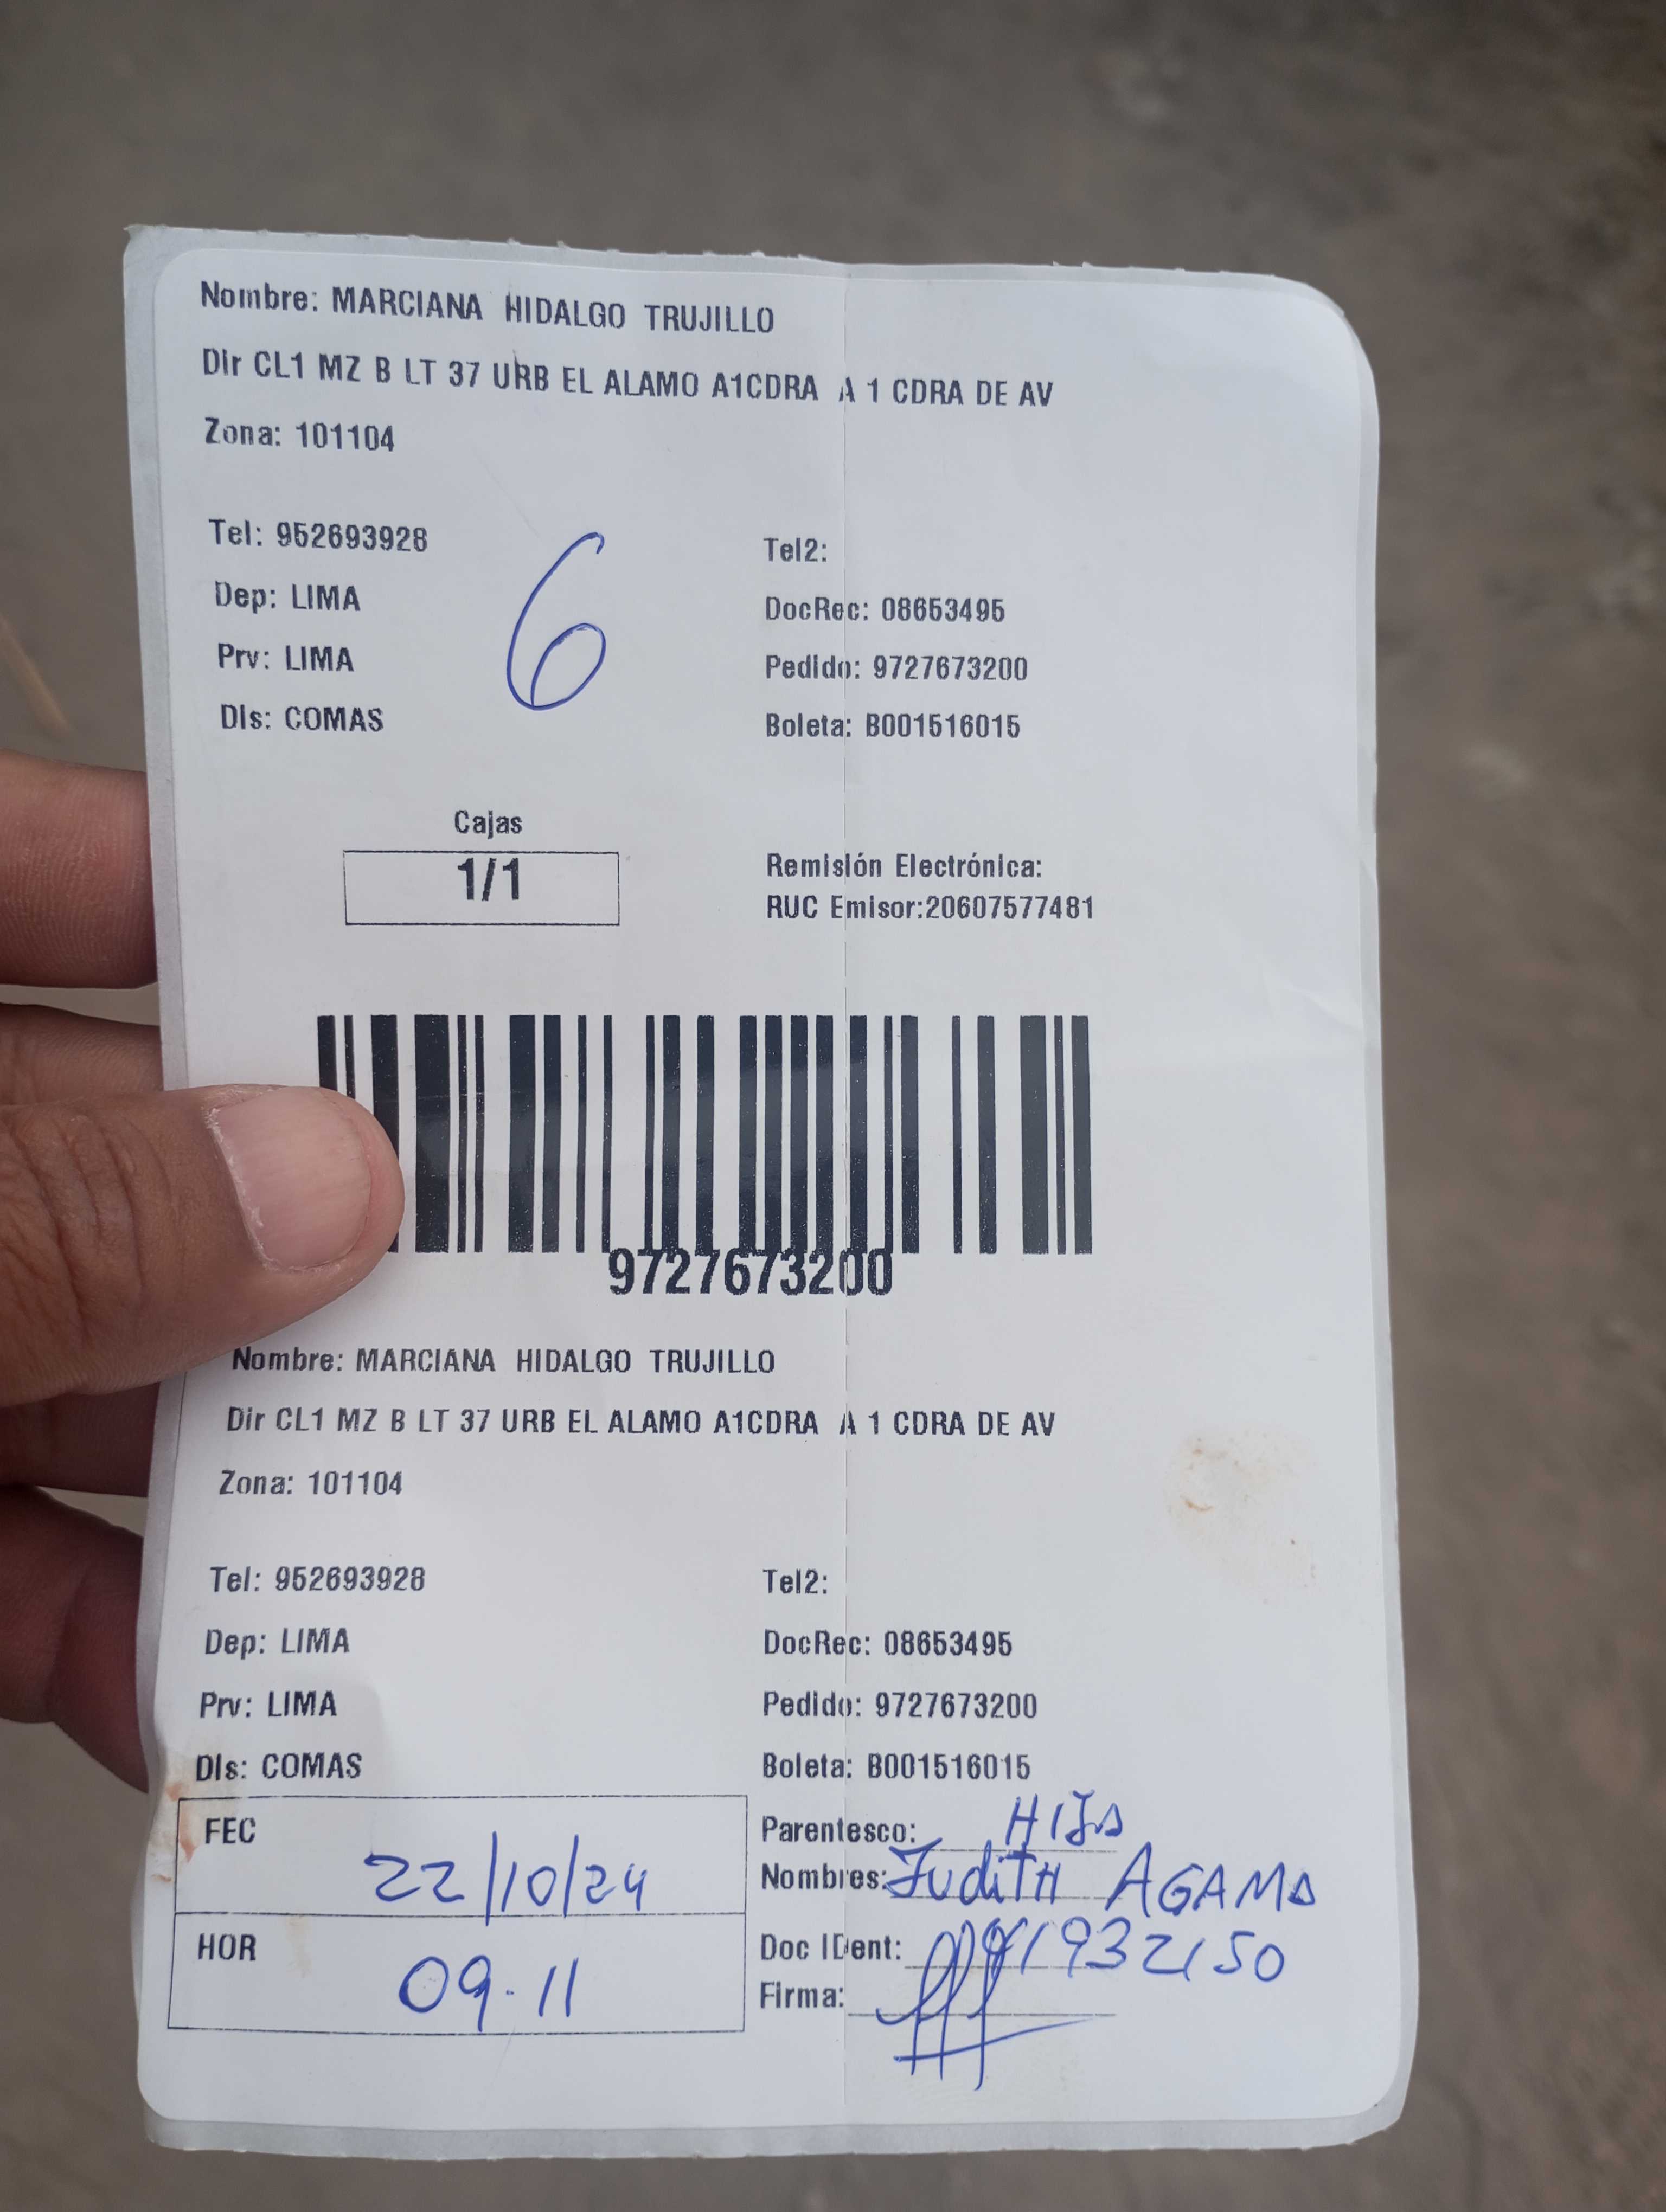 Nombre: MARCIANA HIDALGO TRUJILLO
Dir CL1 MZ B LT 37 URB EL ALAMO A1CDRA A 1 CDRA DE AV
Zona: 101104
Tel: 952693928 Tel2:
6
Dep: LIMA DocRec: 08653495
Prv: LIMA Pedido: 9727673200
Dis: COMAS Boleta: B001516015
Cajas
1/1
Remisión Electrónica:
RUC Emisor:20607577481
9727673200
Nombre: MARCIANA HIDALGO TRUJILLO
Dir CL1 MZ B LT 37 URB EL ALAMO A1CDRA A 1 CDRA DE AV
Zona: 101104
Tel: 952693928 Tel2:
Dep: LIMA DocRec: 08653495
Prv: LIMA Pedido: 9727673200
Dis: COMAS Boleta: B001516015
FEC 22/10/24
HOR 09.11
Parentesco: HIJA
Nombres: JudiTH AGAMA
Doc IDent:
Firma: